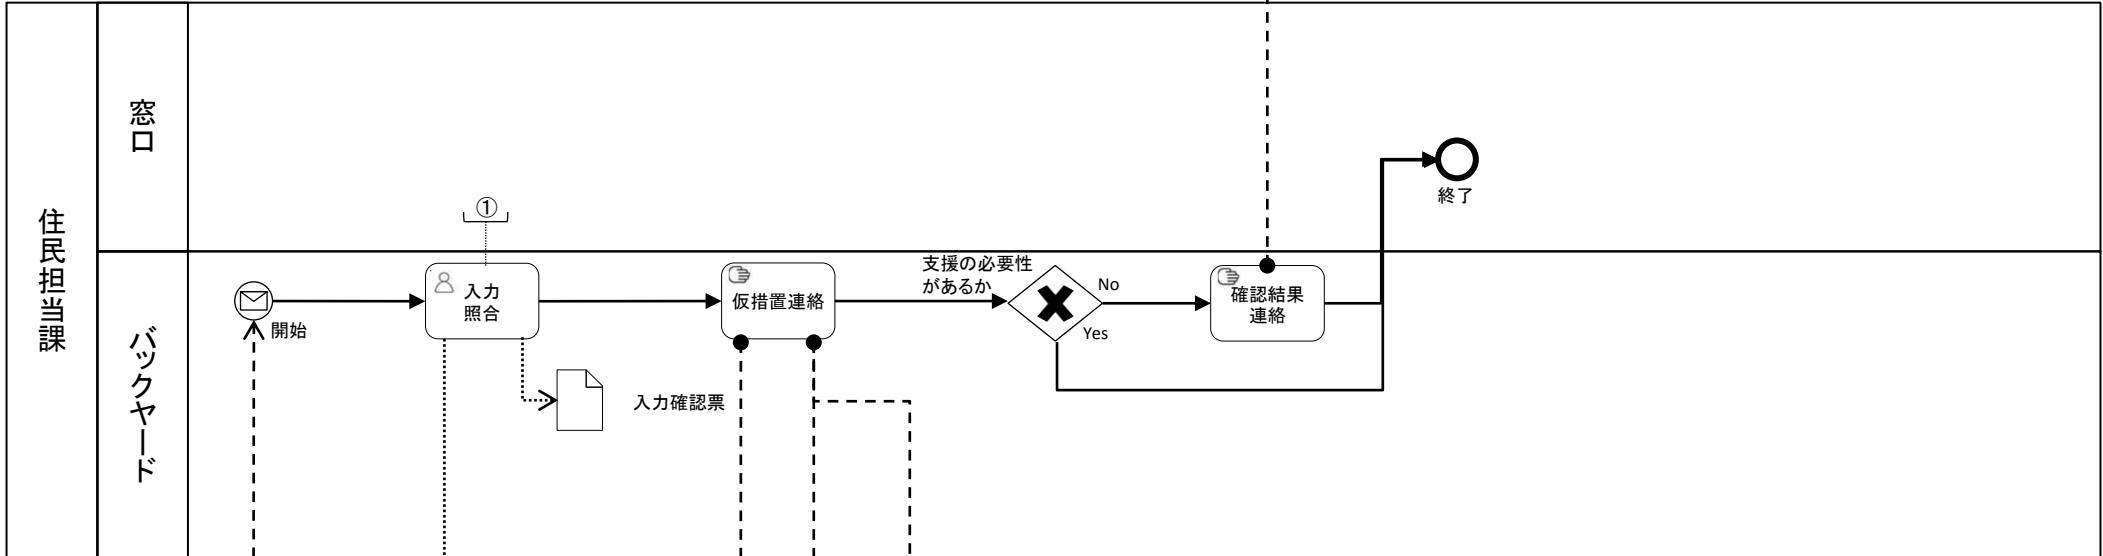 住民担当課
窓口
バックヤード
①
終了
開始
入力
照合
入力確認票
仮措置連絡
支援の必要性
があるか
No
Yes
確認結果
連絡